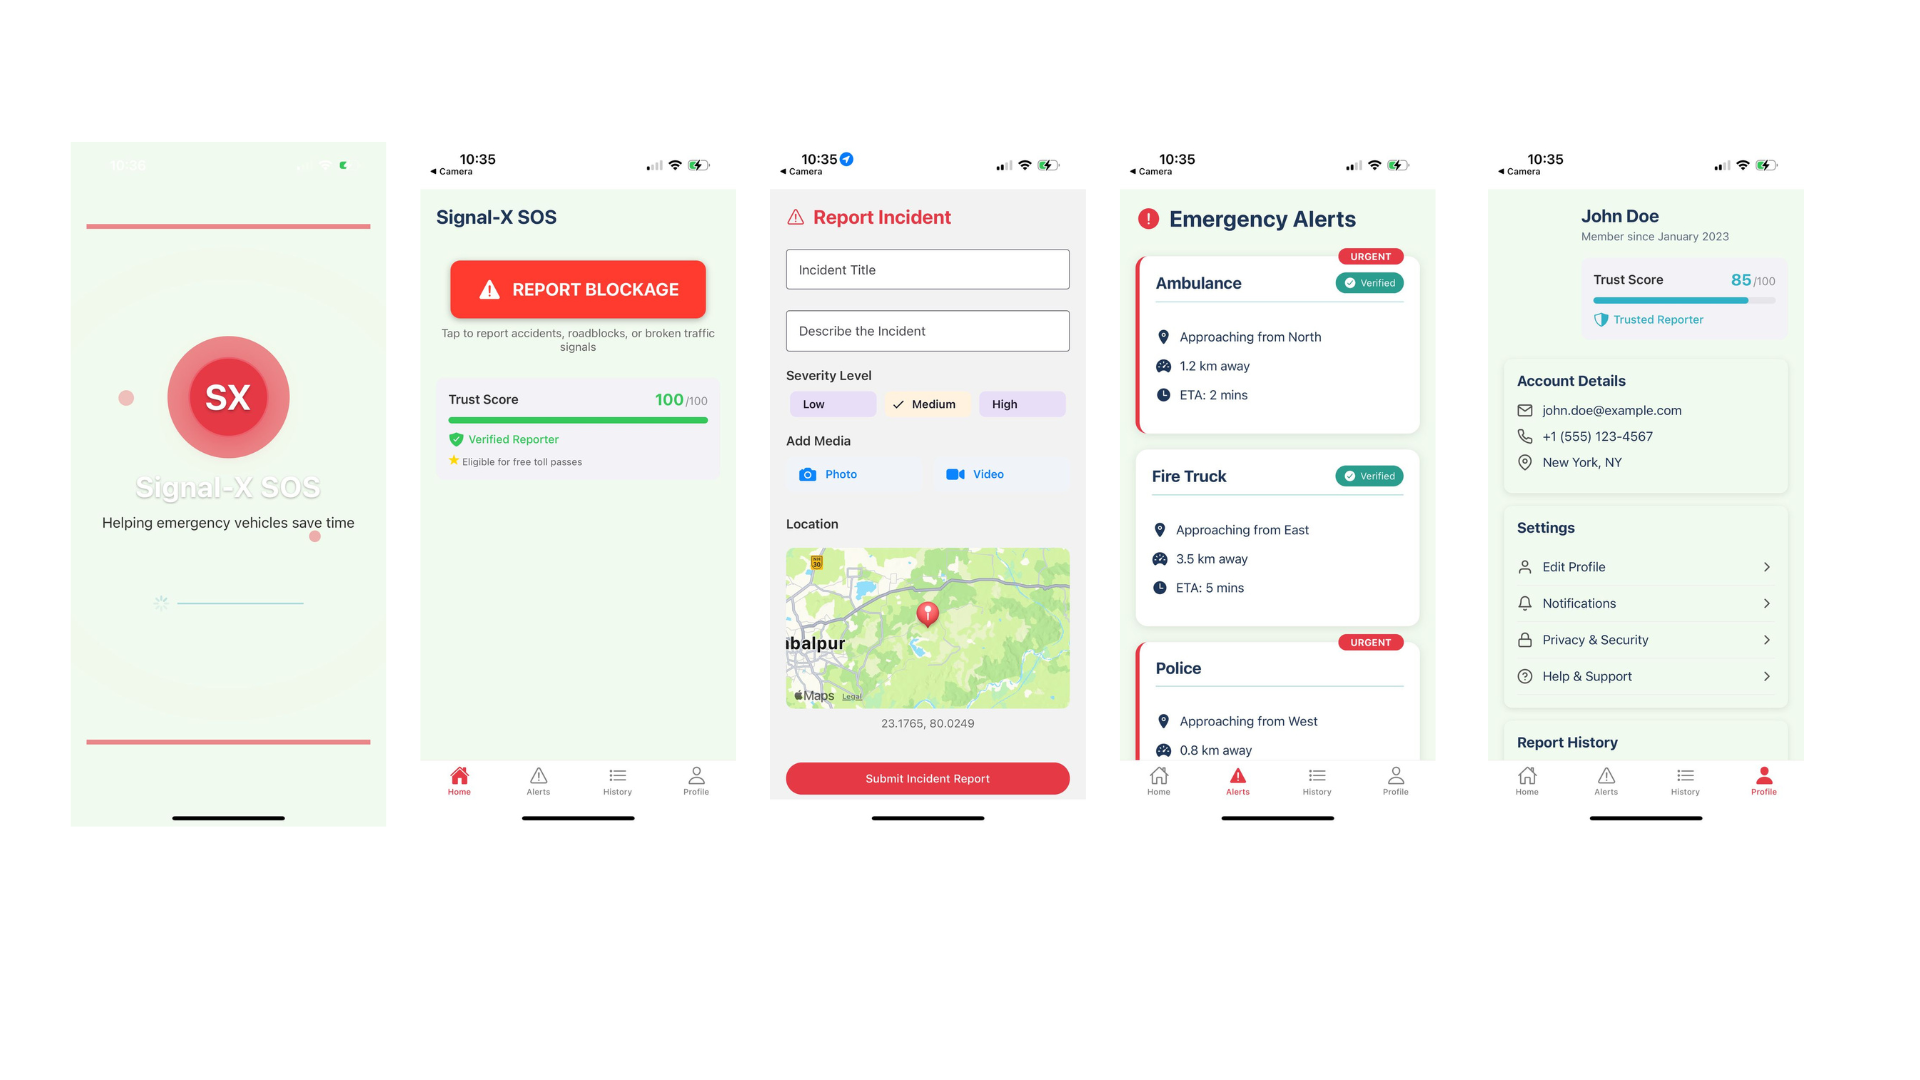 10:36
SX
Signal-X SOS
Helping emergency vehicles save time
10:35
◄ Camera
Signal-X SOS
REPORT BLOCKAGE
Tap to report accidents, roadblocks, or broken traffic
signals
Trust Score 100/100
Verified Reporter
Eligible for free toll passes
Home Alerts History Profile
10:35
◄ Camera
Report Incident
Incident Title
Describe the Incident
Severity Level
Low Medium High
Add Media
Photo Video
Location
30
abalpur
Maps Legal
23.1765, 80.0249
Submit Incident Report
10:35
◄ Camera
Emergency Alerts
URGENT
Ambulance Verified
Approaching from North
1.2 km away
ETA: 2 mins
Fire Truck Verified
Approaching from East
3.5 km away
ETA: 5 mins
URGENT
Police
Approaching from West
0.8 km away
Home Alerts History Profile
10:35
◄ Camera
John Doe
Member since January 2023
Trust Score 85/100
Trusted Reporter
Account Details
john.doe@example.com
+1 (555) 123-4567
New York, NY
Settings
Edit Profile
Notifications
Privacy & Security
Help & Support
Report History
Home Alerts History Profile